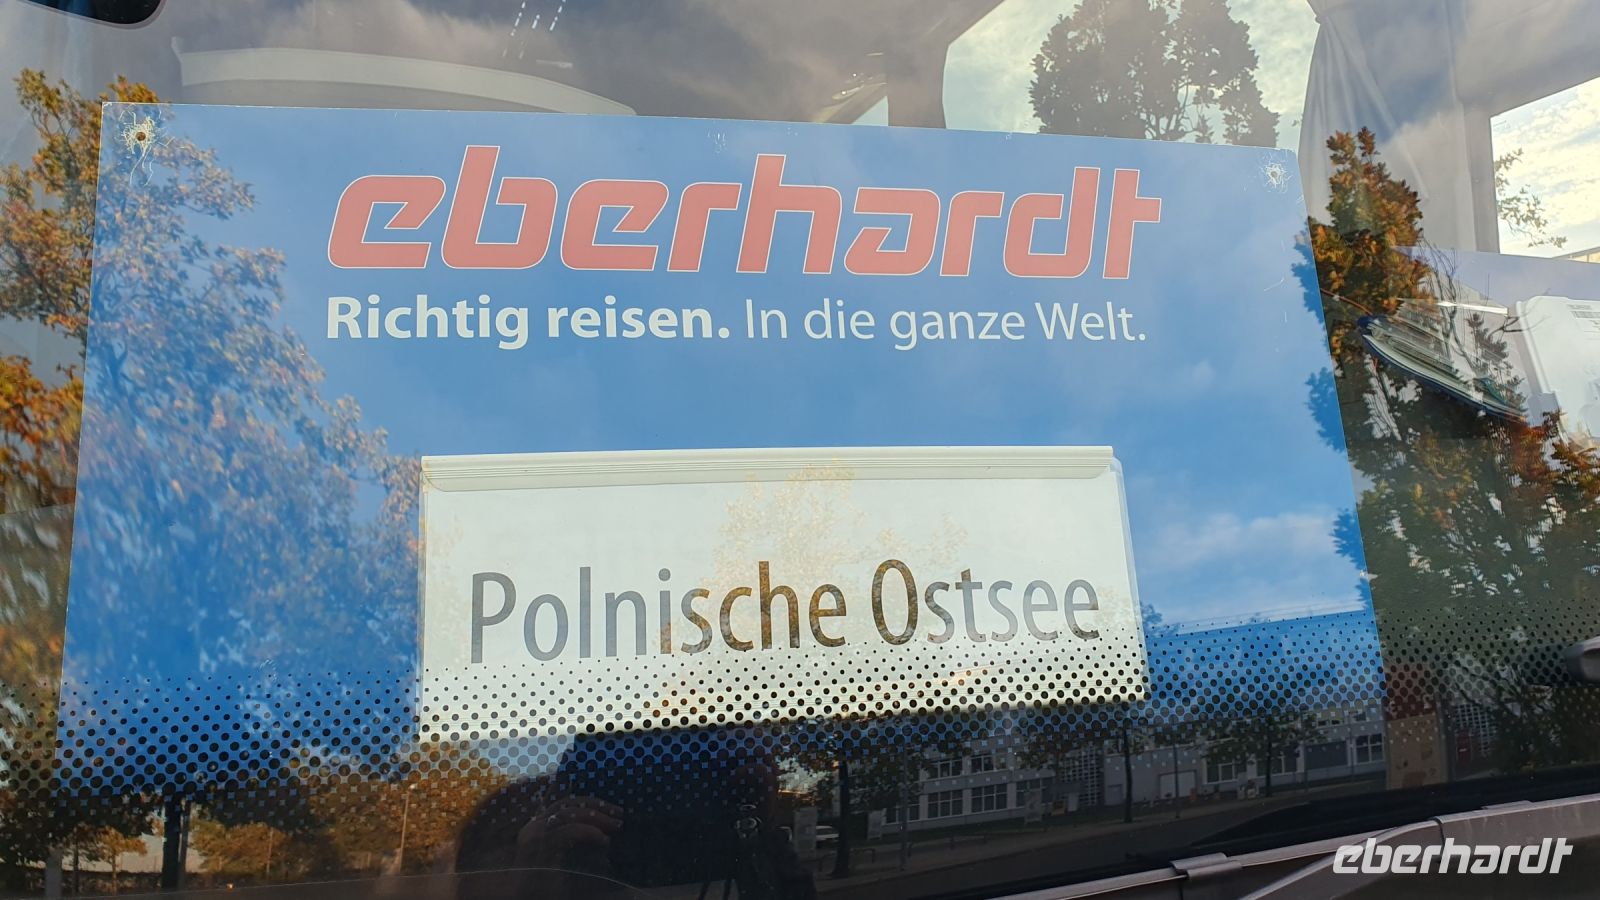 eberhardt
Richtig reisen. In die ganze Welt.
Polnische Ostsee
eberhardt